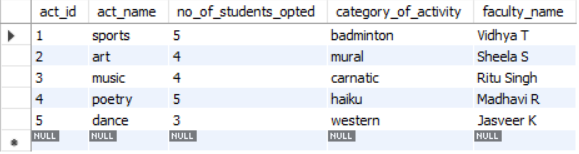 act_id act_name no_of_students_opted category_of_activity faculty_name
1 sports 5 badminton Vidhya T
2 art 4 mural Sheela S
3 music 4 carnatic Ritu Singh
4 poetry 5 haiku Madhavi R
5 dance 3 western Jasveer K
NULL NULL NULL NULL NULL